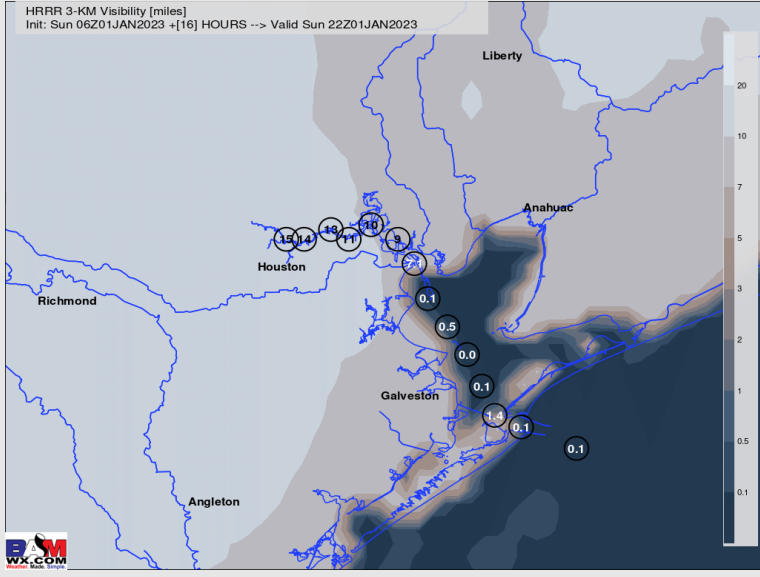 HRRR 3-KM Visibility [miles]
Init: Sun 06Z01JAN2023 +[16] HOURS --> Valid Sun 22Z01JAN2023
Liberty
20
10
7
Anahuac
10
13
15
14
11
9
5
Houston
3
Richmond
0.1
0.5
2
0.0
0.1
1
Galveston
1.4
0.1
0.5
0.1
0.1
Angleton
BAM
WX.COM
Weather. Made. Simple.